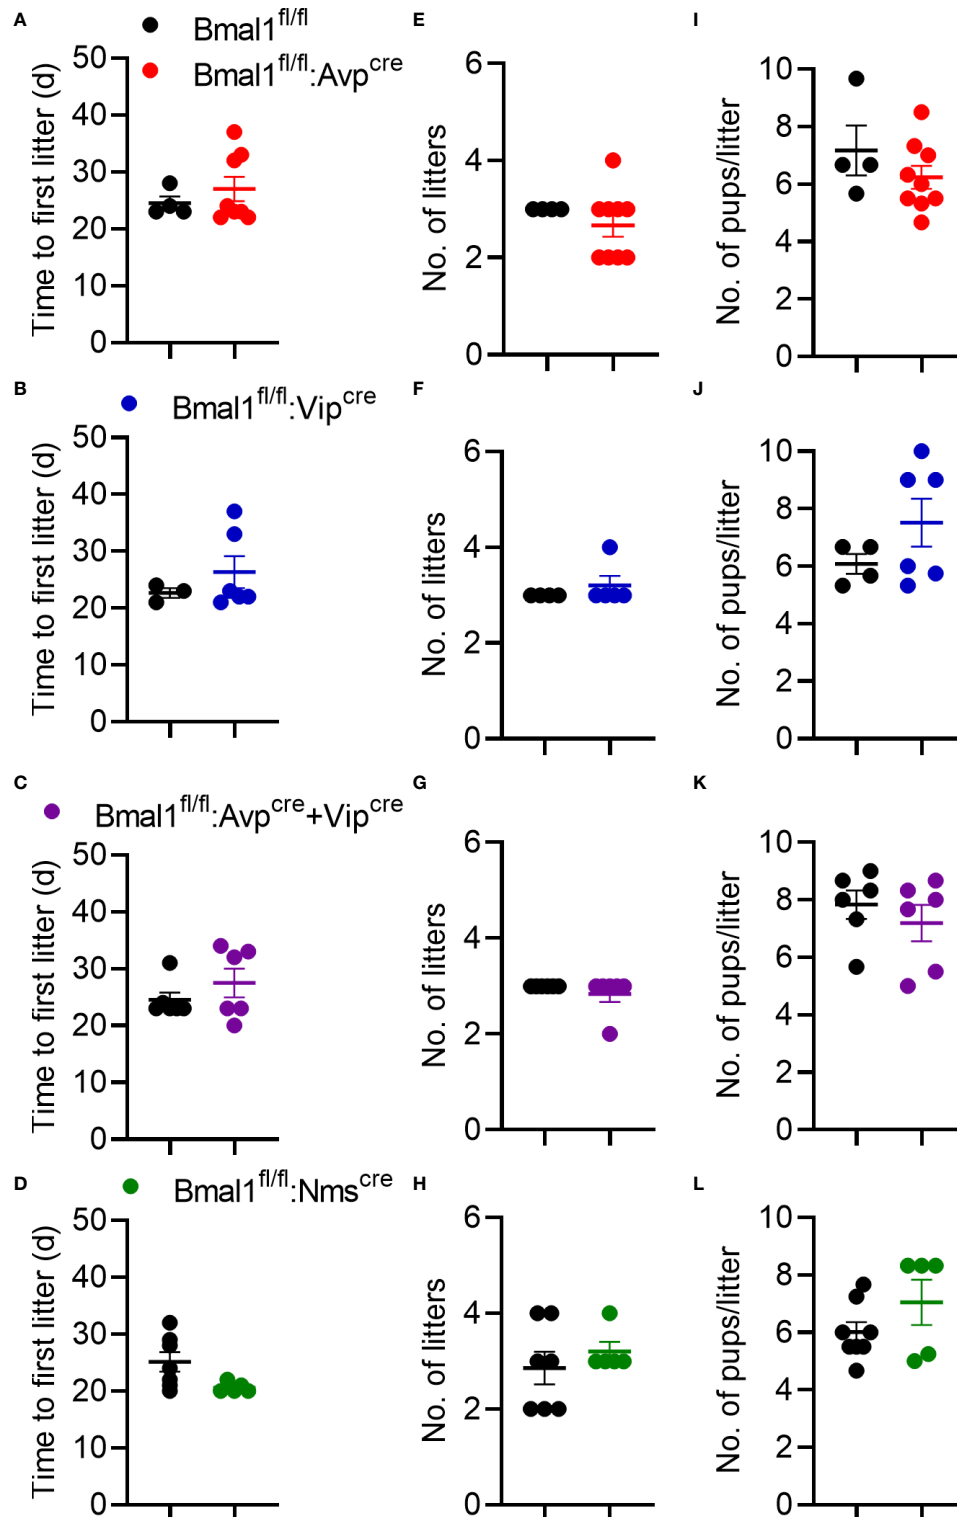 A
Bmal1fl/fl
Bmal1fl/fl:Avpcre
Time to first litter (d)
50
40
30
20
10
0
E
No. of litters
6
4
2
0
I
No. of pups/litter
10
8
6
4
2
0
B
Bmal1fl/fl:Vipcre
Time to first litter (d)
50
40
30
20
10
0
F
No. of litters
6
4
2
0
J
No. of pups/litter
10
8
6
4
2
0
C
Bmal1fl/fl:Avpcre+Vipcre
Time to first litter (d)
50
40
30
20
10
0
G
No. of litters
6
4
2
0
K
No. of pups/litter
10
8
6
4
2
0
D
Bmal1fl/fl:Nmscre
Time to first litter (d)
50
40
30
20
10
0
H
No. of litters
6
4
2
0
L
No. of pups/litter
10
8
6
4
2
0